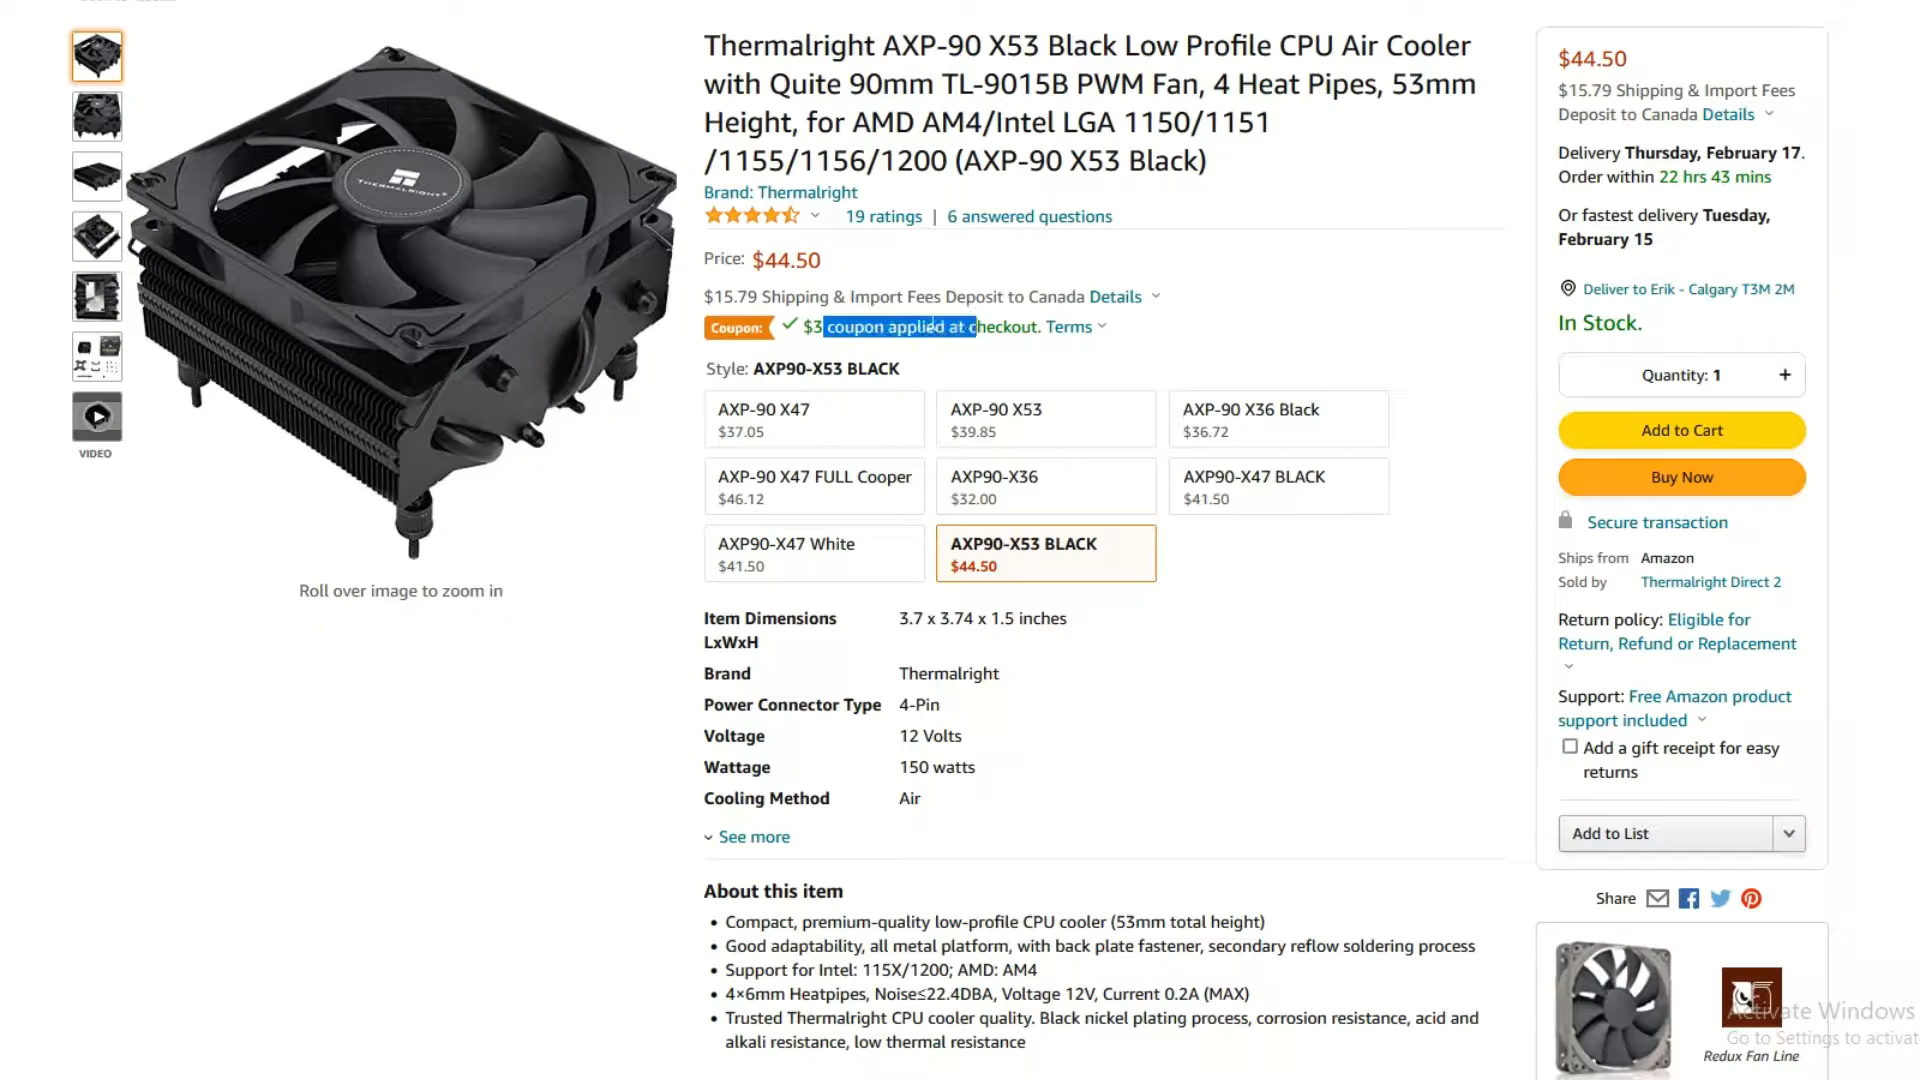 Thermalright AXP-90 X53 Black Low Profile CPU Air Cooler
with Quite 90mm TL-9015B PWM Fan, 4 Heat Pipes, 53mm
Height, for AMD AM4/Intel LGA 1150/1151
/1155/1156/1200 (AXP-90 X53 Black)
Brand: Thermalright
19 ratings | 6 answered questions
Price: $44.50
$15.79 Shipping & Import Fees Deposit to Canada Details
Coupon: $3 coupon applied at checkout. Terms
Style: AXP90-X53 BLACK
AXP-90 X47
$37.05
AXP-90 X53
$39.85
AXP-90 X36 Black
$36.72
AXP-90 X47 FULL Cooper
$46.12
AXP90-X36
$32.00
AXP90-X47 BLACK
$41.50
AXP90-X47 White
$41.50
AXP90-X53 BLACK
$44.50
Item Dimensions 3.7 x 3.74 x 1.5 inches
LxWxH
Brand Thermalright
Power Connector Type 4-Pin
Voltage 12 Volts
Wattage 150 watts
Cooling Method Air
See more
About this item
• Compact, premium-quality low-profile CPU cooler (53mm total height)
• Good adaptability, all metal platform, with back plate fastener, secondary reflow soldering process
• Support for Intel: 115X/1200; AMD: AM4
• 4×6mm Heatpipes, Noise≤22.4DBA, Voltage 12V, Current 0.2A (MAX)
• Trusted Thermalright CPU cooler quality. Black nickel plating process, corrosion resistance, acid and
alkali resistance, low thermal resistance
THERMALRIGHT
VIDEO
Roll over image to zoom in
$44.50
$15.79 Shipping & Import Fees
Deposit to Canada Details
Delivery Thursday, February 17.
Order within 22 hrs 43 mins
Or fastest delivery Tuesday,
February 15
Deliver to Erik - Calgary T3M 2M
In Stock.
Quantity: 1 +
Add to Cart
Buy Now
Secure transaction
Ships from Amazon
Sold by Thermalright Direct 2
Return policy: Eligible for
Return, Refund or Replacement
Support: Free Amazon product
support included
Add a gift receipt for easy
returns
Add to List
Share
Activate Windows
Go to Settings to activat
Redux Fan Line